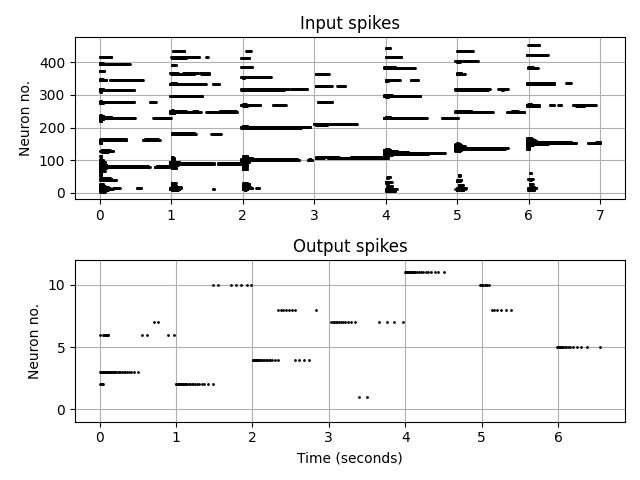 Input spikes
Neuron no.
400
300
200
100
0
0 1 2 3 4 5 6 7
Output spikes
Neuron no.
10
5
0
0 1 2 3 4 5 6
Time (seconds)